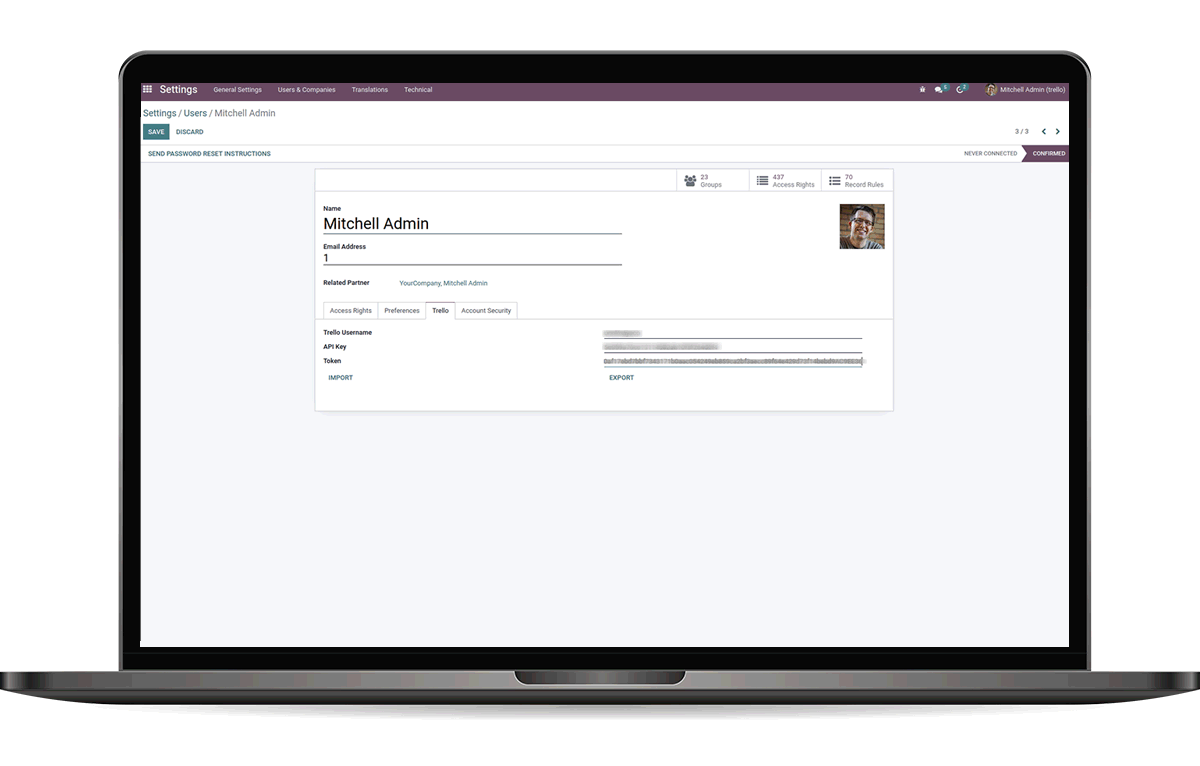 Settings General Settings Users & Companies Translations Technical 5 2 Mitchell Admin (trello)
Settings / Users / Mitchell Admin
SAVE DISCARD 3 / 3
SEND PASSWORD RESET INSTRUCTIONS NEVER CONNECTED CONFIRMED
23 437 70
Groups Access Rights Record Rules
Name
Mitchell Admin
Email Address
1
Related Partner YourCompany, Mitchell Admin
Access Rights Preferences Trello Account Security
Trello Username
API Key
Token
IMPORT EXPORT